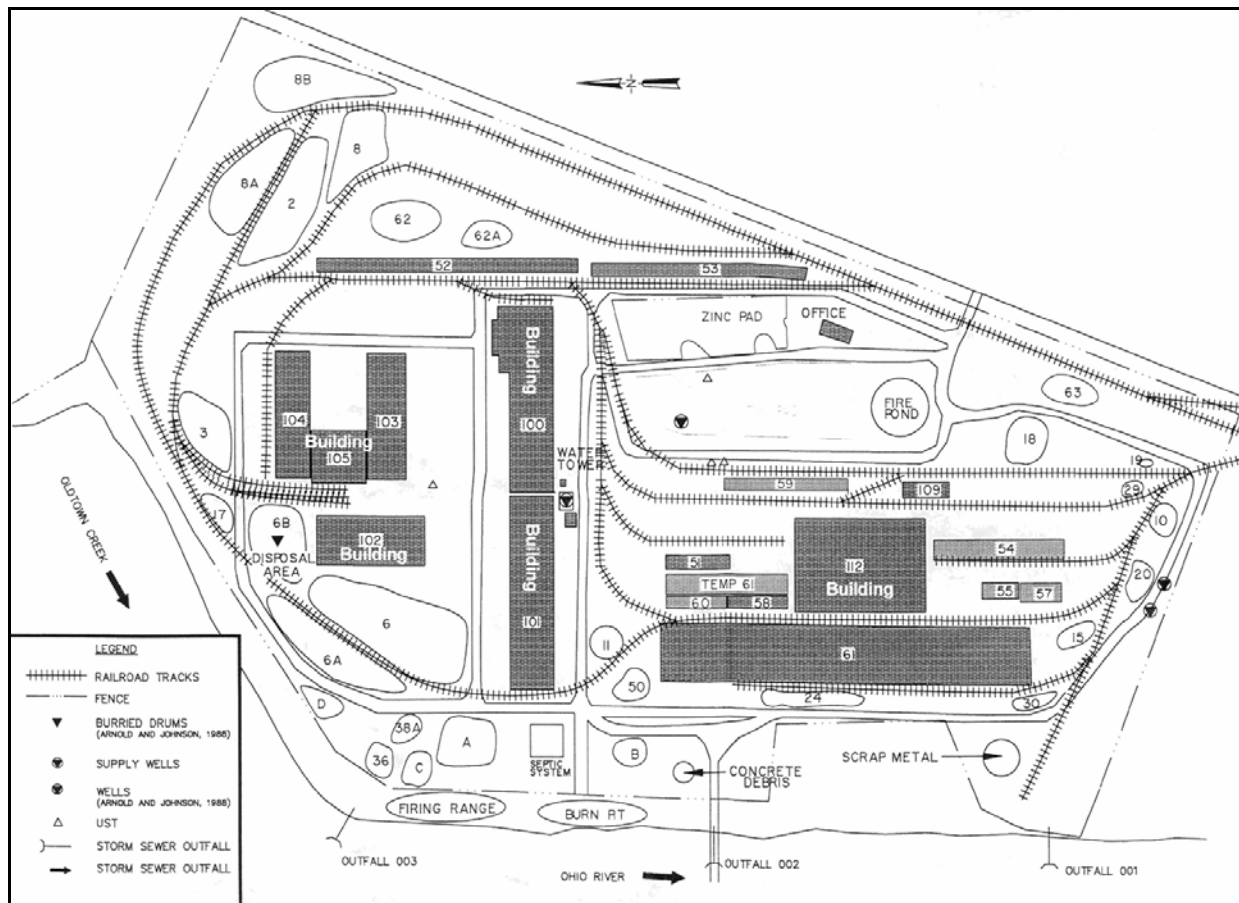 8B
N
8
8A
2
62
62A
52
53
ZINC PAD
OFFICE
Building
100
104
103
Building
105
3
FIRE
POND
63
18
19
WATER
TOWER
59
109
29
17
6B
DISPOSAL
AREA
102
Building
Building
101
10
51
TEMP 61
60
58
112
Building
54
55
57
20
OLDTOWN CREEK
6
6A
11
61
15
50
24
30
D
38A
A
36
C
SEPTIC
SYSTEM
B
CONCRETE
DEBRIS
SCRAP METAL
FIRING RANGE
BURN PT
OUTFALL 003
OUTFALL 002
OUTFALL 001
OHIO RIVER
LEGEND
RAILROAD TRACKS
FENCE
BURRIED DRUMS
(ARNOLD AND JOHNSON, 1988)
SUPPLY WELLS
WELLS
(ARNOLD AND JOHNSON, 1988)
UST
STORM SEWER OUTFALL
STORM SEWER OUTFALL